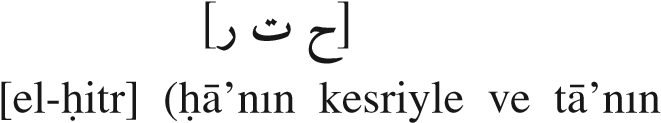 [ح ت ر]
[el-ḥitr] (ḥā’nın kesriyle ve tā’nın